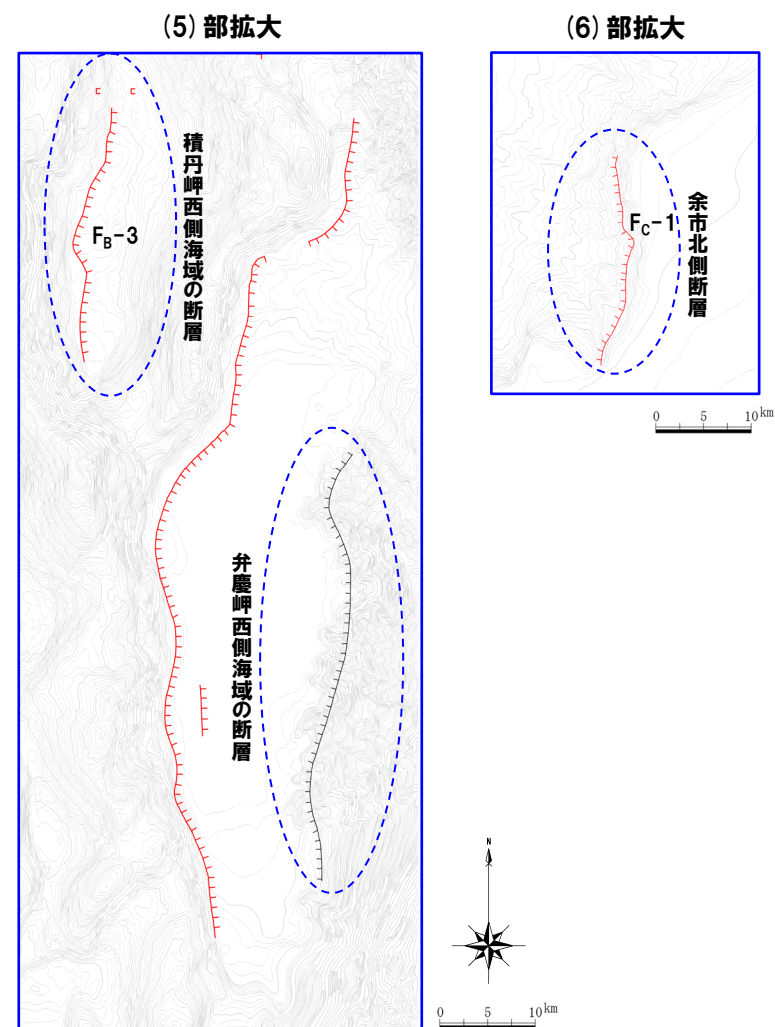 (5)部拡大
積丹岬西側海域の断層
F_B-3
弁慶岬西側海域の断層
0 5 10km
N
(6)部拡大
F_C-1
余市北側断層
0 5 10km